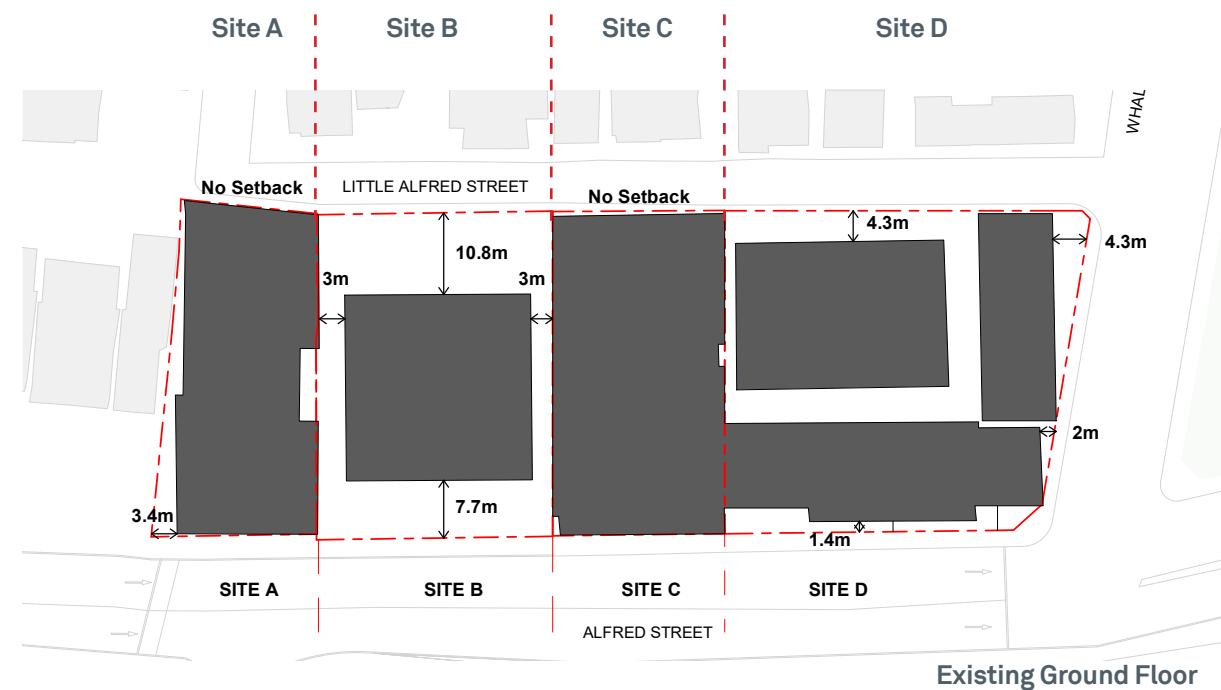 Site A
Site B
Site C
Site D
WHAL
No Setback
LITTLE ALFRED STREET
No Setback
4.3m
4.3m
10.8m
3m
3m
2m
7.7m
3.4m
1.4m
SITE A
SITE B
SITE C
SITE D
ALFRED STREET
Existing Ground Floor